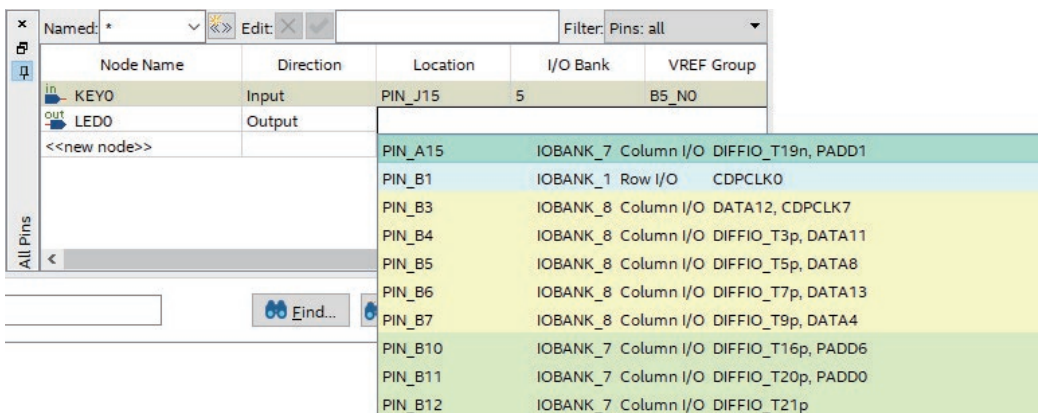 Named: * Edit: Filter: Pins: all
Node Name Direction Location I/O Bank VREF Group
in KEY0 Input PIN_J15 5 B5_N0
out LED0 Output
<<new node>>
PIN_A15 IOBANK_7 Column I/O DIFFIO_T19n, PADD1
PIN_B1 IOBANK_1 Row I/O CDPCLK0
PIN_B3 IOBANK_8 Column I/O DATA12, CDPCLK7
PIN_B4 IOBANK_8 Column I/O DIFFIO_T3p, DATA11
PIN_B5 IOBANK_8 Column I/O DIFFIO_T5p, DATA8
PIN_B6 IOBANK_8 Column I/O DIFFIO_T7p, DATA13
PIN_B7 IOBANK_8 Column I/O DIFFIO_T9p, DATA4
PIN_B10 IOBANK_7 Column I/O DIFFIO_T16p, PADD6
PIN_B11 IOBANK_7 Column I/O DIFFIO_T20p, PADD0
PIN_B12 IOBANK_7 Column I/O DIFFIO_T21p
All Pins
Find...